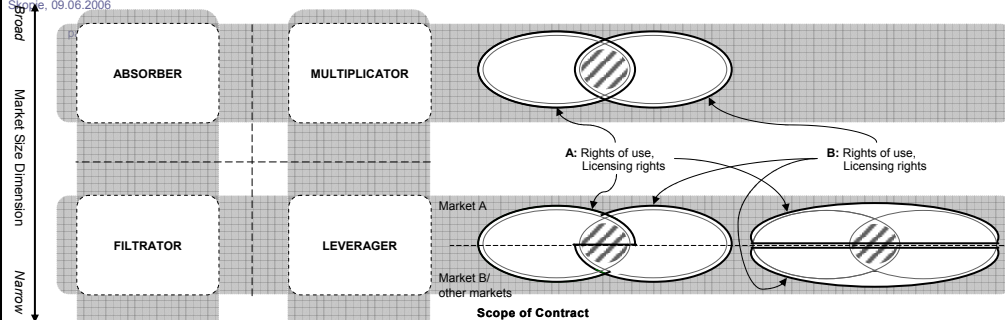 Skopje, 09.06.2006
Broad
Market Size Dimension
Narrow
ABSORBER
MULTIPLICATOR
FILTRATOR
LEVERAGER
A: Rights of use,
Licensing rights
B: Rights of use,
Licensing rights
Market A
Market B/
other markets
Scope of Contract